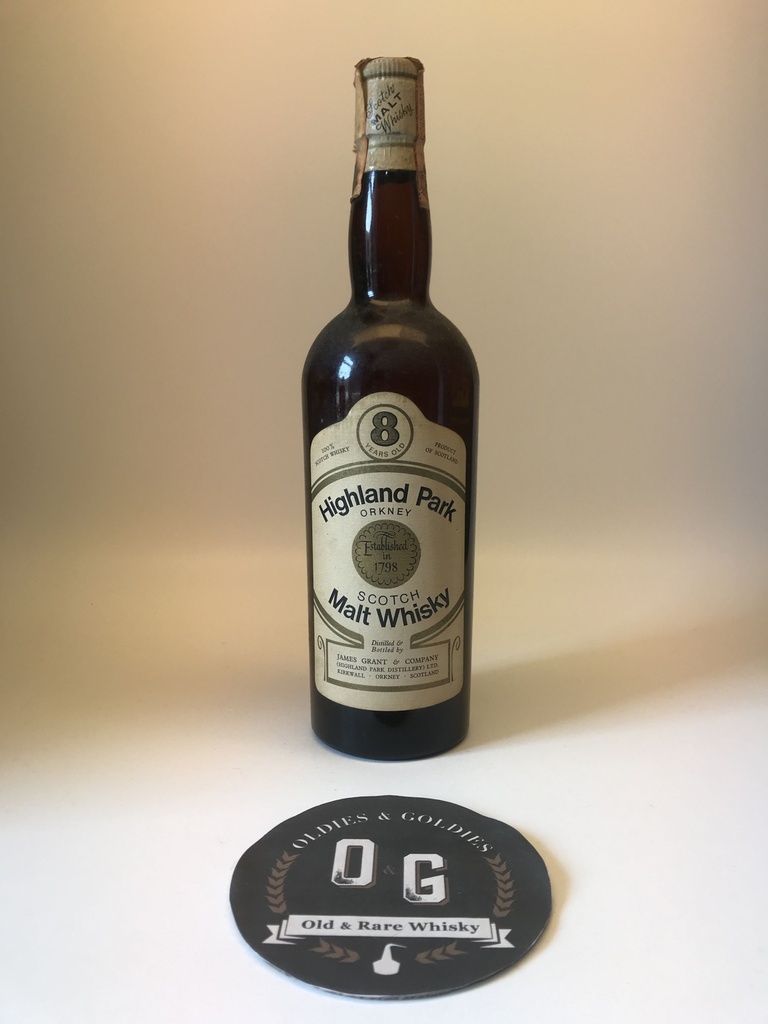 Scotch
MALT
Whisky
8
YEARS OLD
100%
SCOTCH WHISKY
PRODUCT
OF SCOTLAND
Highland Park
ORKNEY
Established
in
1798
SCOTCH
Malt Whisky
Distilled &
Bottled by
JAMES GRANT & COMPANY
(HIGHLAND PARK DISTILLERY) LTD.
KIRKWALL · ORKNEY · SCOTLAND
OLDIES & GOLDIES
O & G
Old & Rare Whisky